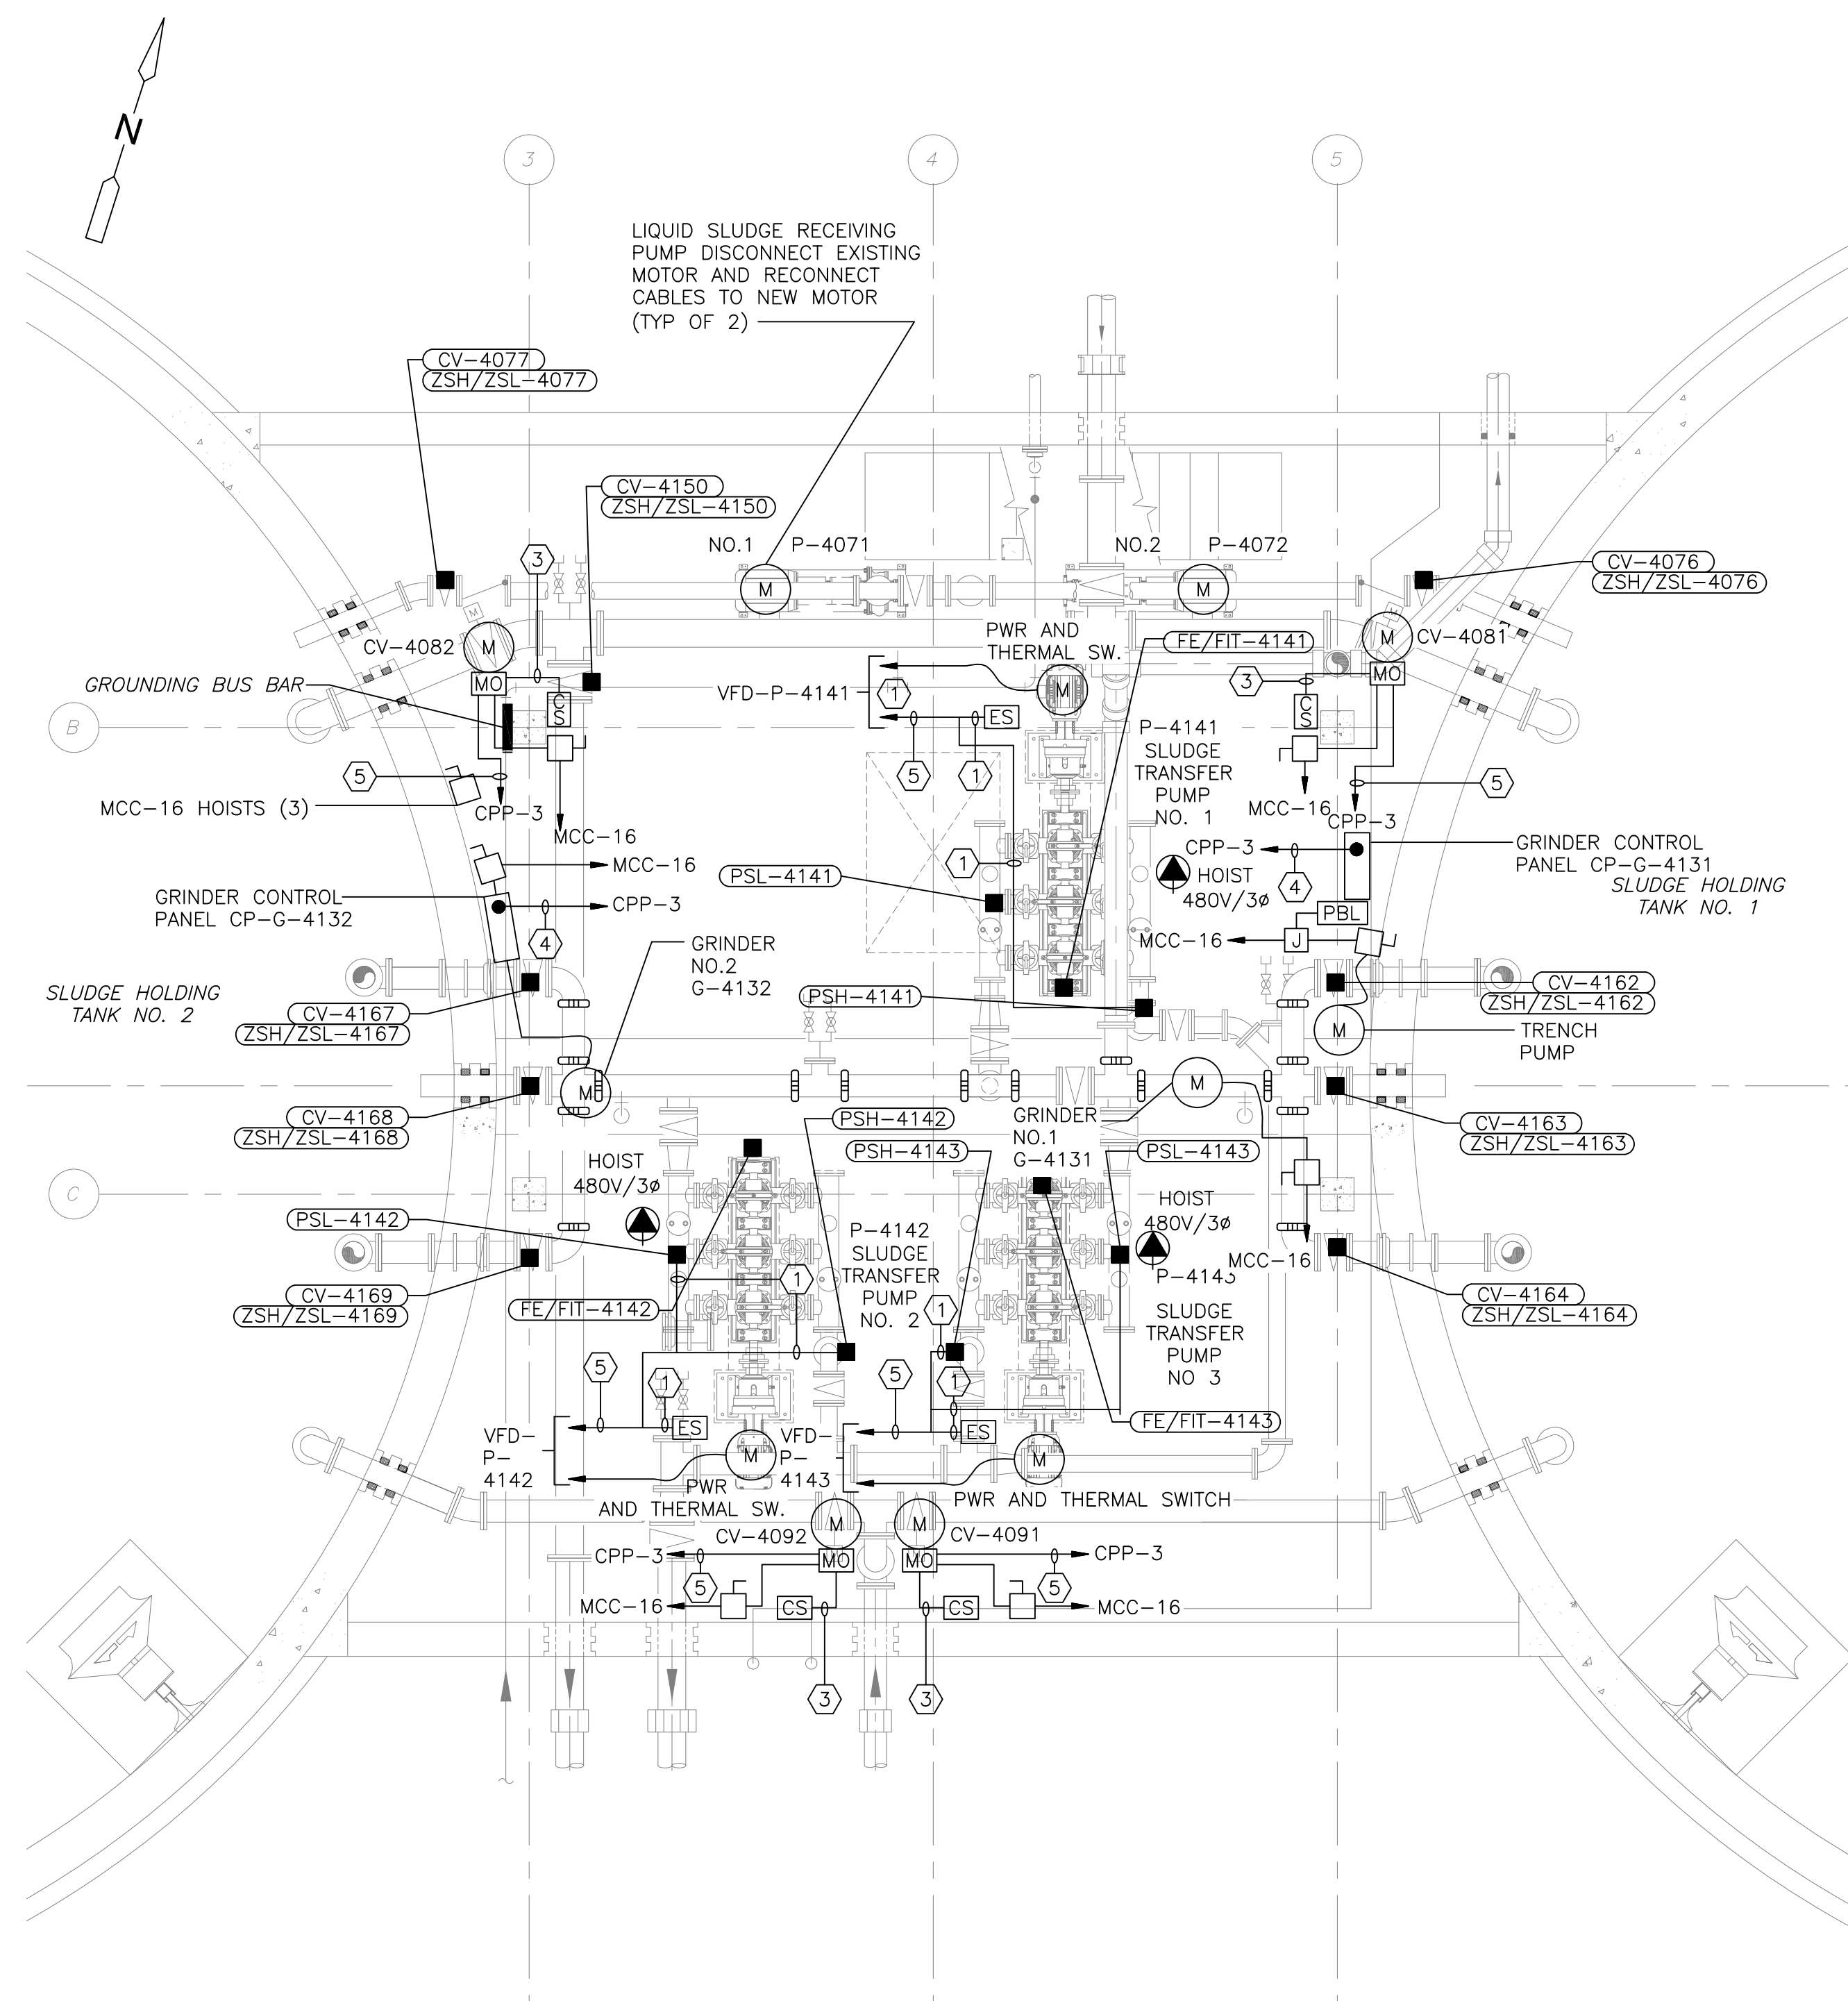 N
3
4
5
LIQUID SLUDGE RECEIVING
PUMP DISCONNECT EXISTING
MOTOR AND RECONNECT
CABLES TO NEW MOTOR
(TYP OF 2)
CV-4077
ZSH/ZSL-4077
CV-4150
ZSH/ZSL-4150
3
NO.1
P-4071
NO.2
P-4072
CV-4076
ZSH/ZSL-4076
M
M
M
M
CV-4082
M
MO
PWR AND
THERMAL SW.
FE/FIT-4141
M
CV-4081
MO
GROUNDING BUS BAR
VFD-P-4141
1
M
3
CS
CS
ES
B
5
5
1
P-4141
SLUDGE
TRANSFER
PUMP
NO. 1
5
MCC-16 HOISTS (3)
CPP-3
MCC-16
MCC-16
CPP-3
MCC-16
1
CPP-3
4
GRINDER CONTROL
PANEL CP-G-4131
SLUDGE HOLDING
TANK NO. 1
PSL-4141
HOIST
480V/3ø
GRINDER CONTROL
PANEL CP-G-4132
CPP-3
4
PBL
MCC-16
J
GRINDER
NO.2
G-4132
SLUDGE HOLDING
TANK NO. 2
PSH-4141
CV-4162
ZSH/ZSL-4162
CV-4167
ZSH/ZSL-4167
M
TRENCH
PUMP
M
M
CV-4168
ZSH/ZSL-4168
PSH-4142
GRINDER
NO.1
G-4131
CV-4163
ZSH/ZSL-4163
PSH-4143
PSL-4143
HOIST
480V/3ø
C
HOIST
480V/3ø
PSL-4142
P-4142
SLUDGE
TRANSFER
PUMP
NO. 2
MCC-16
P-4143
SLUDGE
TRANSFER
PUMP
NO 3
1
CV-4169
ZSH/ZSL-4169
FE/FIT-4142
1
CV-4164
ZSH/ZSL-4164
5
1
5
1
FE/FIT-4143
VFD-
P-
4142
ES
M
VFD-
P-
4143
ES
M
PWR
AND THERMAL SW.
PWR AND THERMAL SWITCH
M
M
CV-4092
CV-4091
CPP-3
MO
MO
CPP-3
5
5
MCC-16
CS
CS
MCC-16
3
3